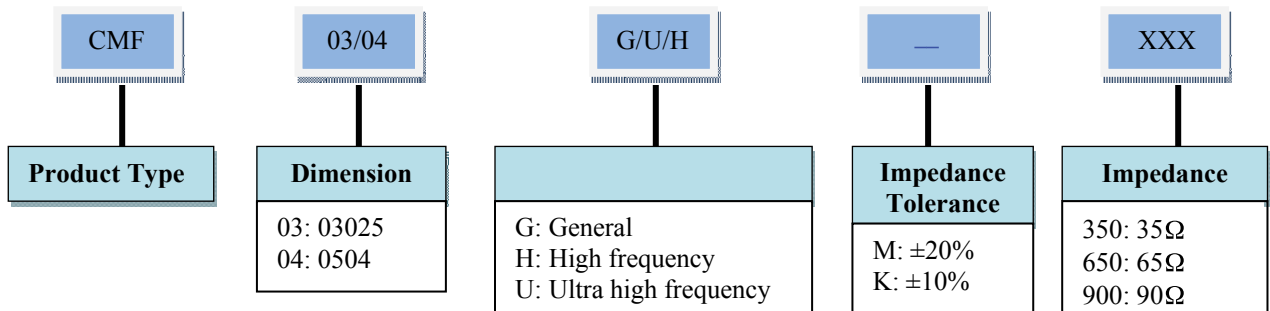 CMF
03/04
G/U/H
—
XXX
Product Type
Dimension
03: 03025
04: 0504
G: General
H: High frequency
U: Ultra high frequency
Impedance
Tolerance
M: ±20%
K: ±10%
Impedance
350: 35Ω
650: 65Ω
900: 90Ω